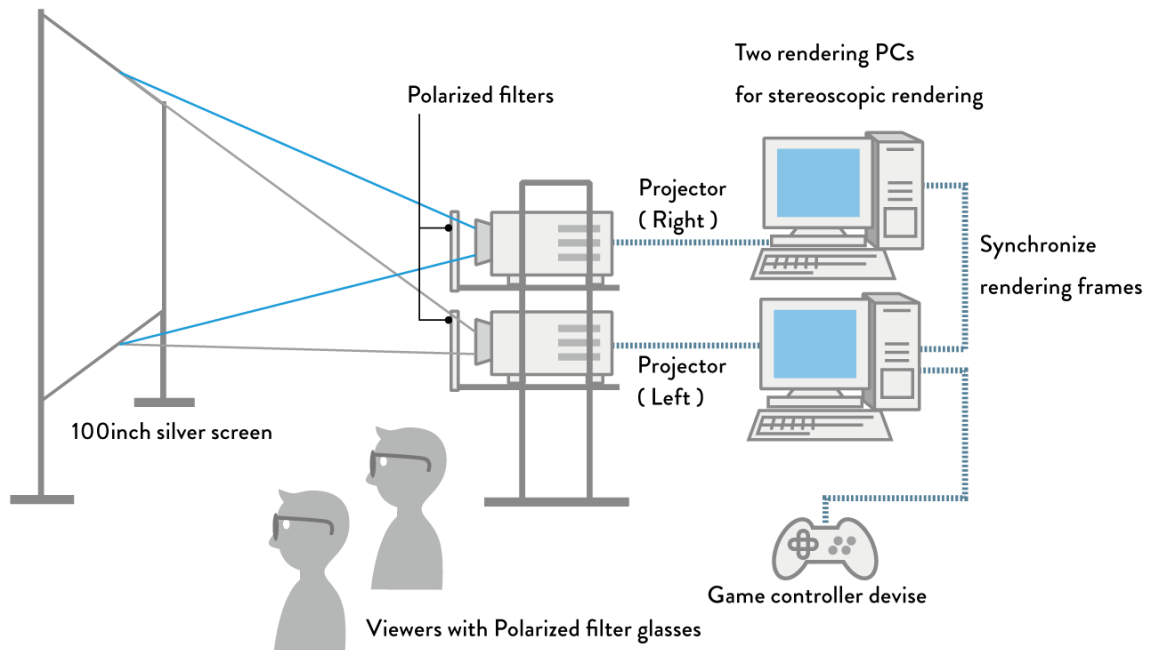 Two rendering PCs
for stereoscopic rendering
Polarized filters
Projector
( Right )
Synchronize
rendering frames
Projector
( Left )
100inch silver screen
Game controller devise
Viewers with Polarized filter glasses